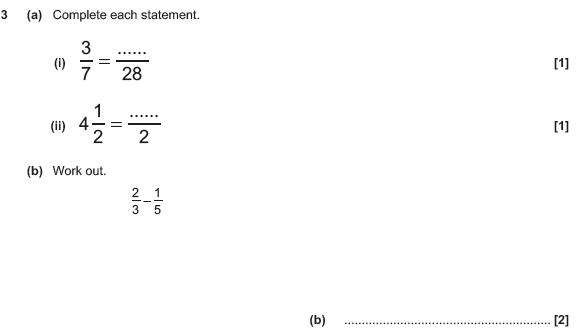 3 (a) Complete each statement.
(i) 3/7 = ......./28 [1]
(ii) 4 1/2 = ......./2 [1]
(b) Work out.
2/3 – 1/5
(b) ........................................................... [2]